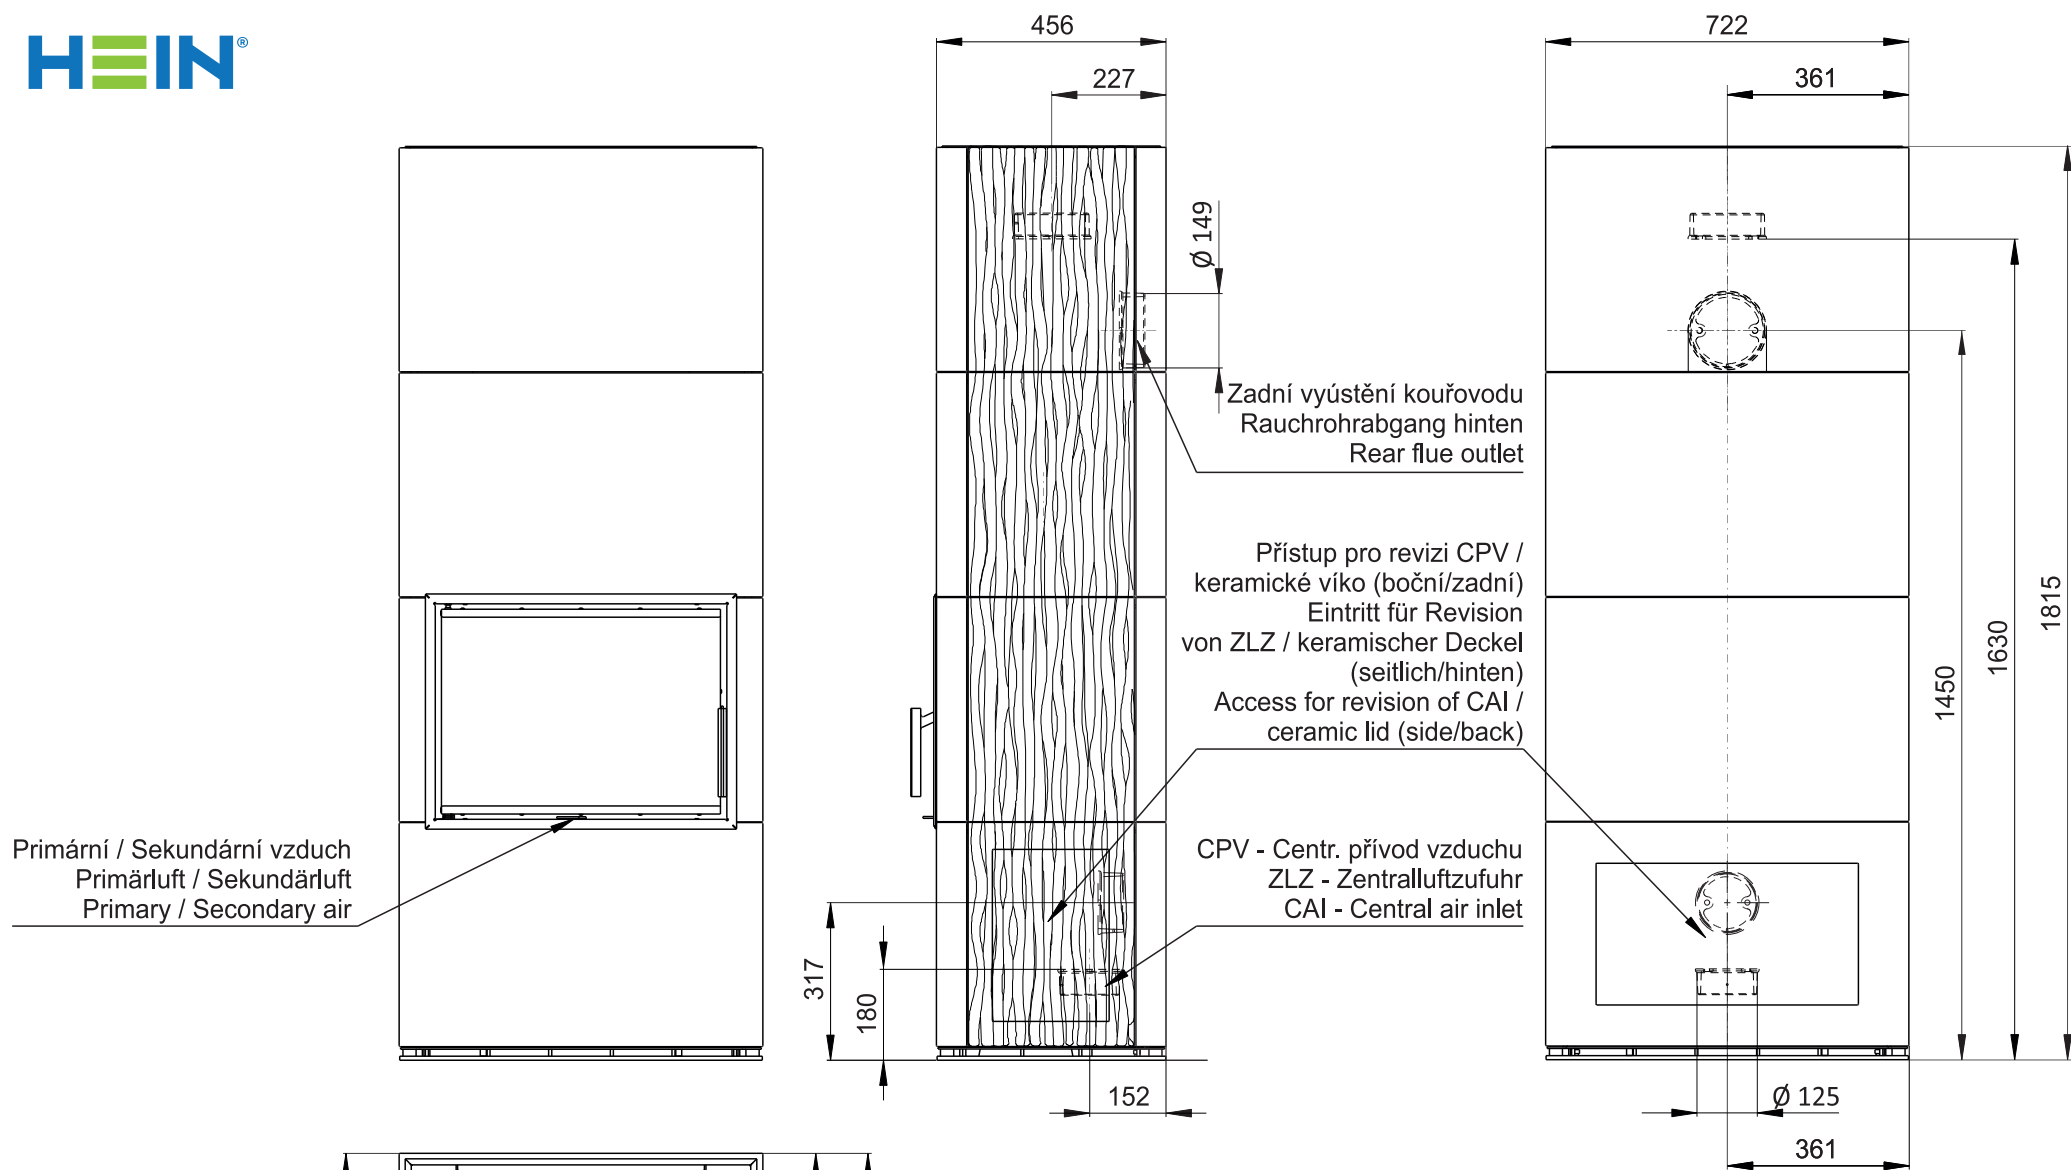 HEIN®
456
722
227
361
Ø 149
Zadní vyústění kouřovodu
Rauchrohrabgang hinten
Rear flue outlet
Přístup pro revizi CPV /
keramické víko (boční/zadní)
Eintritt für Revision
von ZLZ / keramischer Deckel
(seitlich/hinten)
Access for revision of CAI /
ceramic lid (side/back)
1815
1630
1450
Primární / Sekundární vzduch
Primärluft / Sekundärluft
Primary / Secondary air
CPV - Centr. přívod vzduchu
ZLZ - Zentralluftzufuhr
CAI - Central air inlet
317
180
152
Ø 125
361